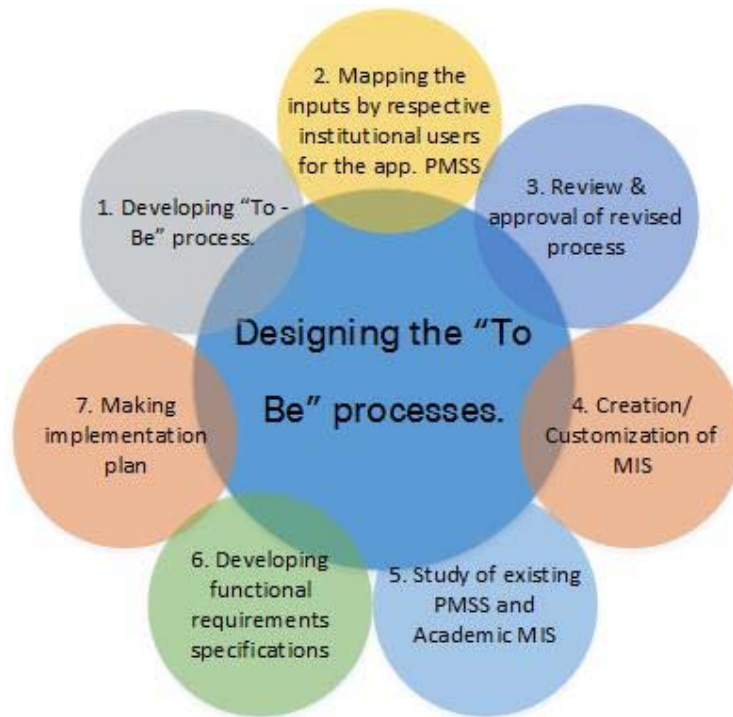 2. Mapping the
inputs by respective
institutional users
for the app. PMSS
1. Developing “To -
Be” process.
3. Review &
approval of revised
process
Designing the “To
Be” processes.
7. Making
implementation
plan
4. Creation/
Customization of
MIS
6. Developing
functional
requirements
specifications
5. Study of existing
PMSS and
Academic MIS